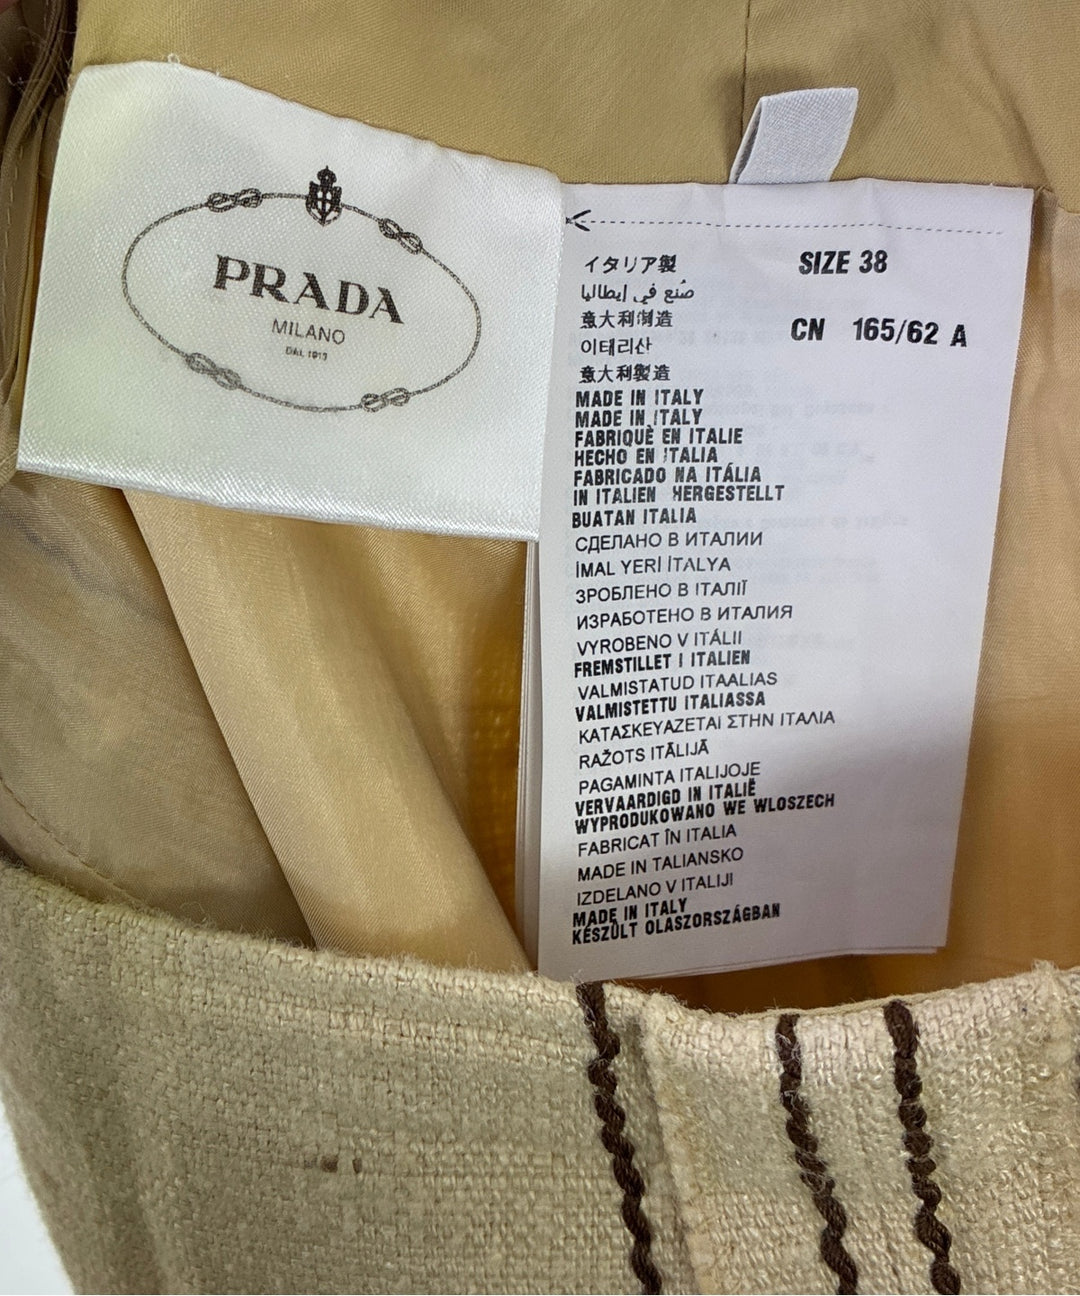 PRADA
MILANO
DAL 1913
SIZE 38
CN 165/62 A
イタリア製
صُنع في إيطاليا
意大利制造
이태리산
意大利製造
MADE IN ITALY
MADE IN ITALY
FABRIQUÈ EN ITALIE
HECHO EN ITALIA
FABRICADO NA ITÁLIA
IN ITALIEN HERGESTELLT
BUATAN ITALIA
СДЕЛАНО В ИТАЛИИ
İMAL YERİ İTALYA
ЗРОБЛЕНО В ІТАЛІЇ
ИЗРАБОТЕНО В ИТАЛИЯ
VYROBENO V ITÁLII
FREMSTILLET I ITALIEN
VALMISTATUD ITAALIAS
VALMISTETTU ITALIASSA
ΚΑΤΑΣΚΕΥΑΖΕΤΑΙ ΣΤΗΝ ΙΤΑΛΙΑ
RAŽOTS ITĀLIJĀ
PAGAMINTA ITALIJOJE
VERVAARDIGD IN ITALIË
WYPRODUKOWANO WE WLOSZECH
FABRICAT ÎN ITALIA
MADE IN TALIANSKO
IZDELANO V ITALIJI
MADE IN ITALY
KÉSZÜLT OLASZORSZÁGBAN